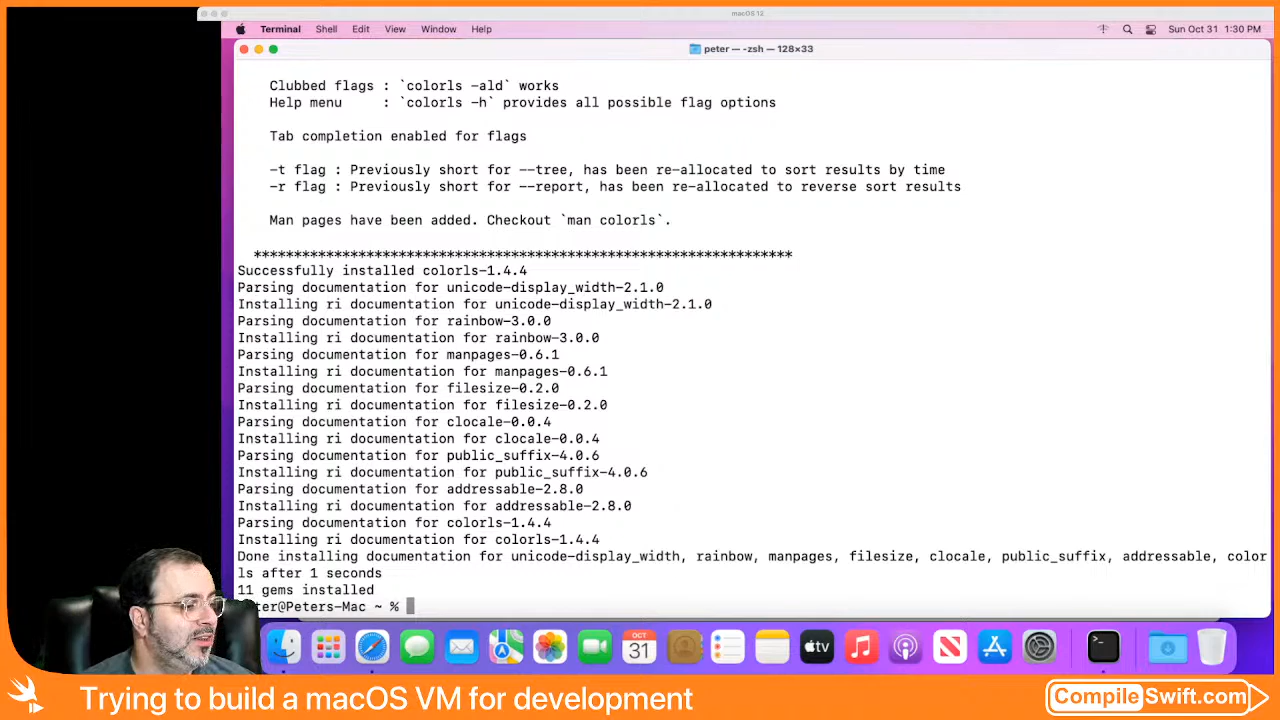 macOS 12
Terminal Shell Edit View Window Help Sun Oct 31 1:30 PM
peter — -zsh — 128×33
Clubbed flags : `colorls -ald` works
Help menu : `colorls -h` provides all possible flag options
Tab completion enabled for flags
-t flag : Previously short for --tree, has been re-allocated to sort results by time
-r flag : Previously short for --report, has been re-allocated to reverse sort results
Man pages have been added. Checkout `man colorls`.
*******************************************************************
Successfully installed colorls-1.4.4
Parsing documentation for unicode-display_width-2.1.0
Installing ri documentation for unicode-display_width-2.1.0
Parsing documentation for rainbow-3.0.0
Installing ri documentation for rainbow-3.0.0
Parsing documentation for manpages-0.6.1
Installing ri documentation for manpages-0.6.1
Parsing documentation for filesize-0.2.0
Installing ri documentation for filesize-0.2.0
Parsing documentation for clocale-0.0.4
Installing ri documentation for clocale-0.0.4
Parsing documentation for public_suffix-4.0.6
Installing ri documentation for public_suffix-4.0.6
Parsing documentation for addressable-2.8.0
Installing ri documentation for addressable-2.8.0
Parsing documentation for colorls-1.4.4
Installing ri documentation for colorls-1.4.4
Done installing documentation for unicode-display_width, rainbow, manpages, filesize, clocale, public_suffix, addressable, color
ls after 1 seconds
11 gems installed
ter@Peters-Mac ~ %
OCT
31
tv
Trying to build a macOS VM for development
CompileSwift.com